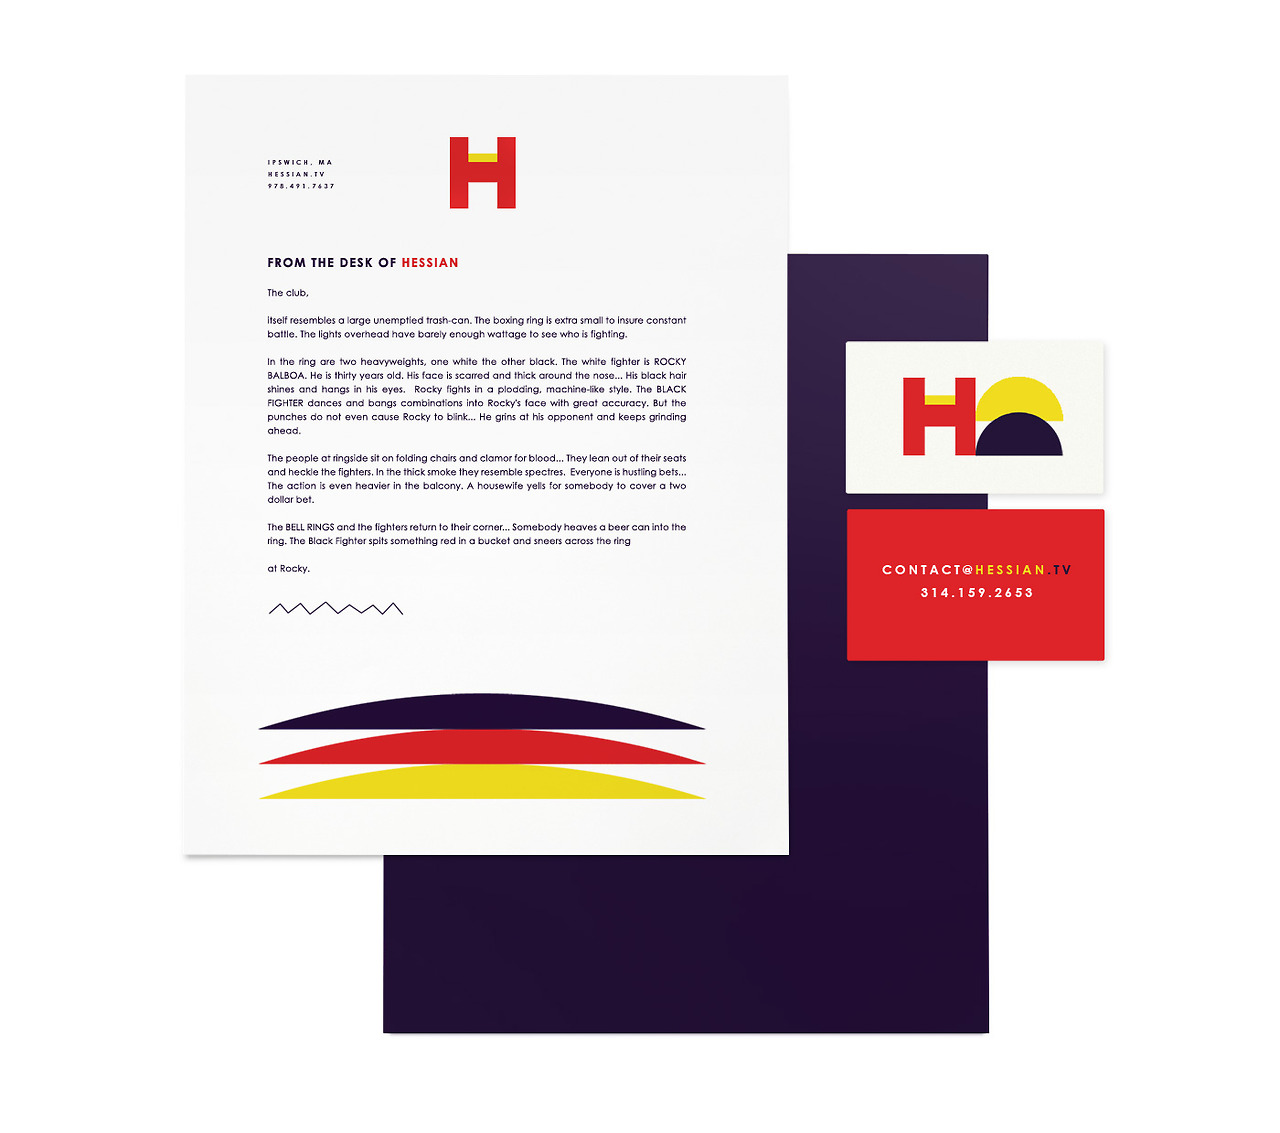 IPSWICH, MA
HESSIAN.TV
978.491.7637
H
FROM THE DESK OF HESSIAN
The club,
itself resembles a large unemptied trash-can. The boxing ring is extra small to insure constant
battle. The lights overhead have barely enough wattage to see who is fighting.
In the ring are two heavyweights, one white the other black. The white fighter is ROCKY
BALBOA. He is thirty years old. His face is scarred and thick around the nose... His black hair
shines and hangs in his eyes.  Rocky fights in a plodding, machine-like style. The BLACK
FIGHTER dances and bangs combinations into Rocky's face with great accuracy. But the
punches do not even cause Rocky to blink... He grins at his opponent and keeps grinding
ahead.
The people at ringside sit on folding chairs and clamor for blood... They lean out of their seats
and heckle the fighters. In the thick smoke they resemble spectres.  Everyone is hustling bets...
The action is even heavier in the balcony. A housewife yells for somebody to cover a two
dollar bet.
The BELL RINGS and the fighters return to their corner... Somebody heaves a beer can into the
ring. The Black Fighter spits something red in a bucket and sneers across the ring
at Rocky.
H
CONTACT@HESSIAN.TV
314.159.2653